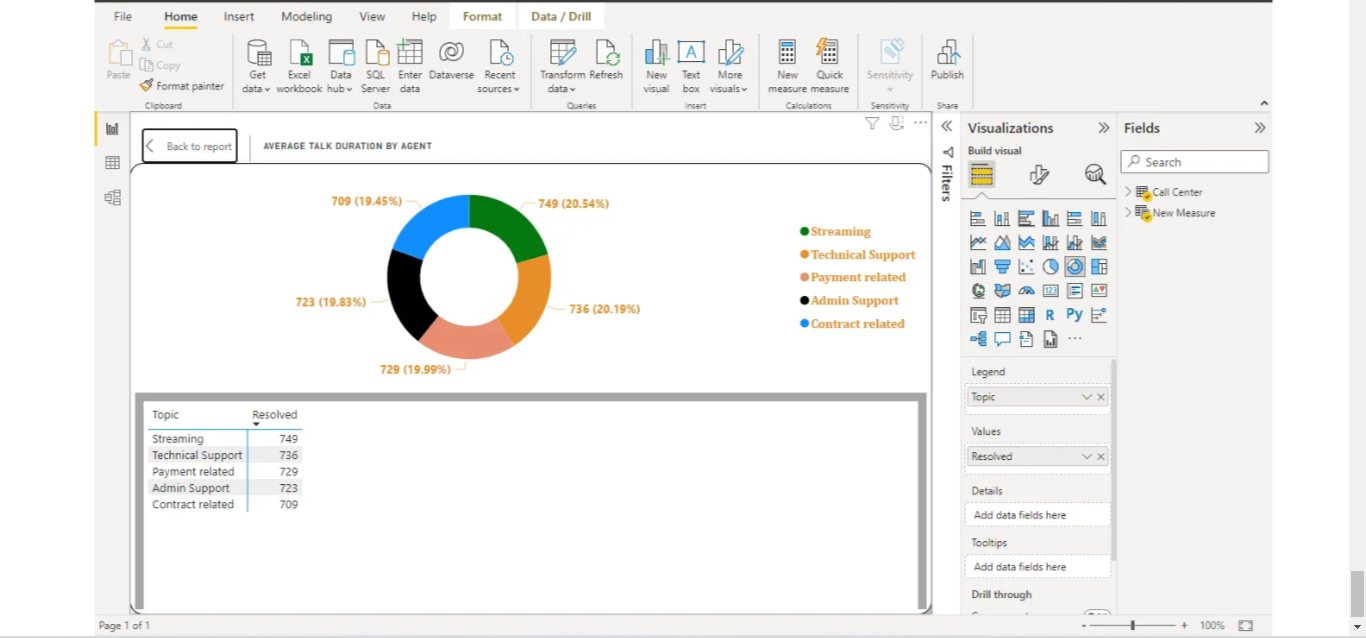 File Home Insert Modeling View Help Format Data / Drill
Paste
Cut
Copy
Format painter
Clipboard
Get data
Excel workbook
Data hub
SQL Server
Enter data
Dataverse
Recent sources
Data
Transform data
Refresh
Queries
New visual
Text box
More visuals
Insert
New measure
Quick measure
Calculations
Sensitivity
Sensitivity
Publish
Share
Back to report
AVERAGE TALK DURATION BY AGENT
709 (19.45%)
749 (20.54%)
723 (19.83%)
736 (20.19%)
729 (19.99%)
Streaming
Technical Support
Payment related
Admin Support
Contract related
Topic Resolved
Streaming 749
Technical Support 736
Payment related 729
Admin Support 723
Contract related 709
Filters
Visualizations
Build visual
123
R
Py
Legend
Topic
Values
Resolved
Details
Add data fields here
Tooltips
Add data fields here
Drill through
Fields
Search
Call Center
New Measure
Page 1 of 1
- + 100%